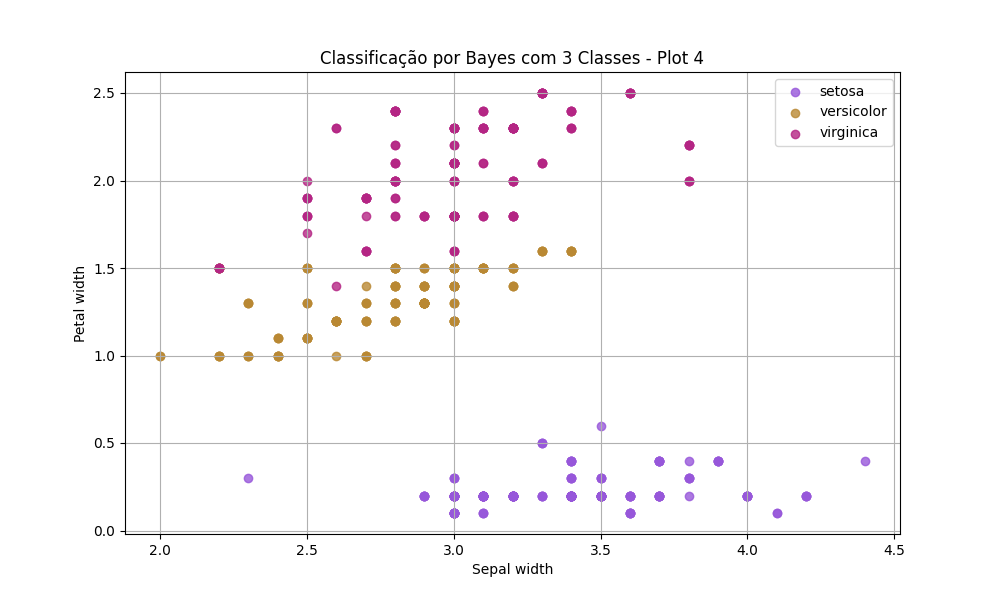 Classificação por Bayes com 3 Classes - Plot 4
setosa
versicolor
virginica
Petal width
2.5
2.0
1.5
1.0
0.5
0.0
2.0
2.5
3.0
3.5
4.0
4.5
Sepal width